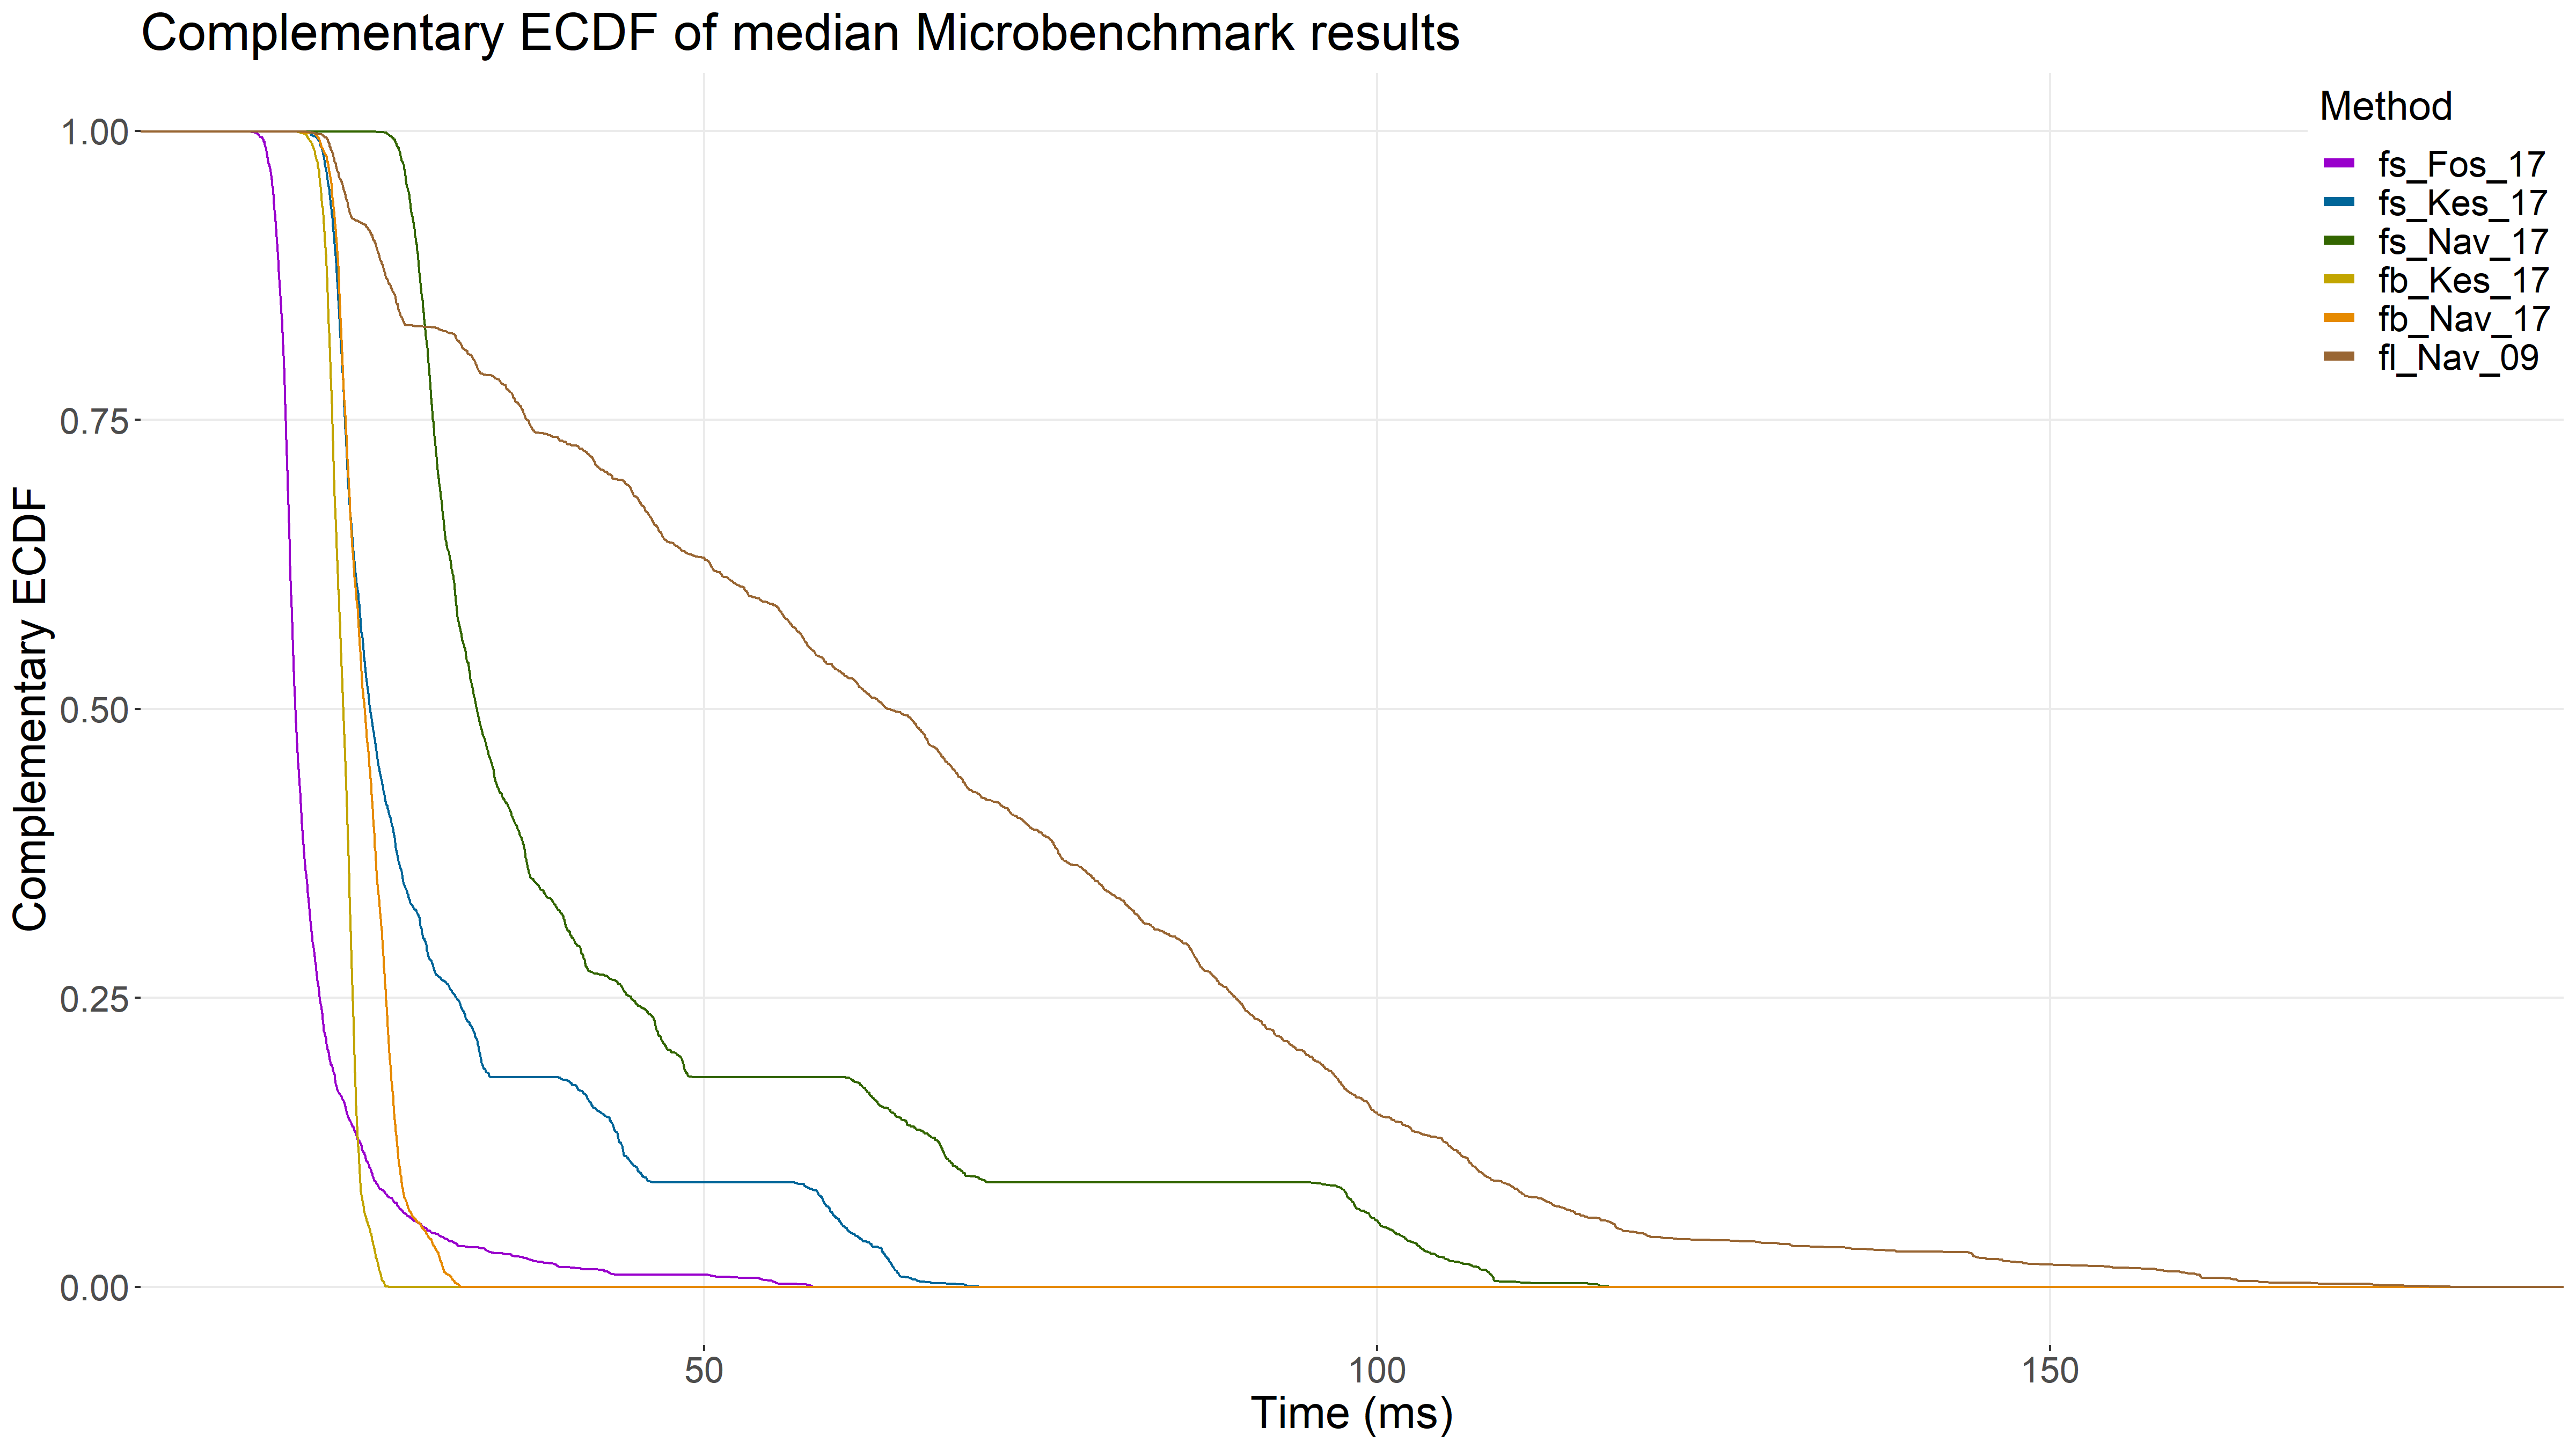 Complementary ECDF of median Microbenchmark results
Method
fs_Fos_17
fs_Kes_17
fs_Nav_17
fb_Kes_17
fb_Nav_17
fl_Nav_09
Complementary ECDF
1.00
0.75
0.50
0.25
0.00
50
100
150
Time (ms)